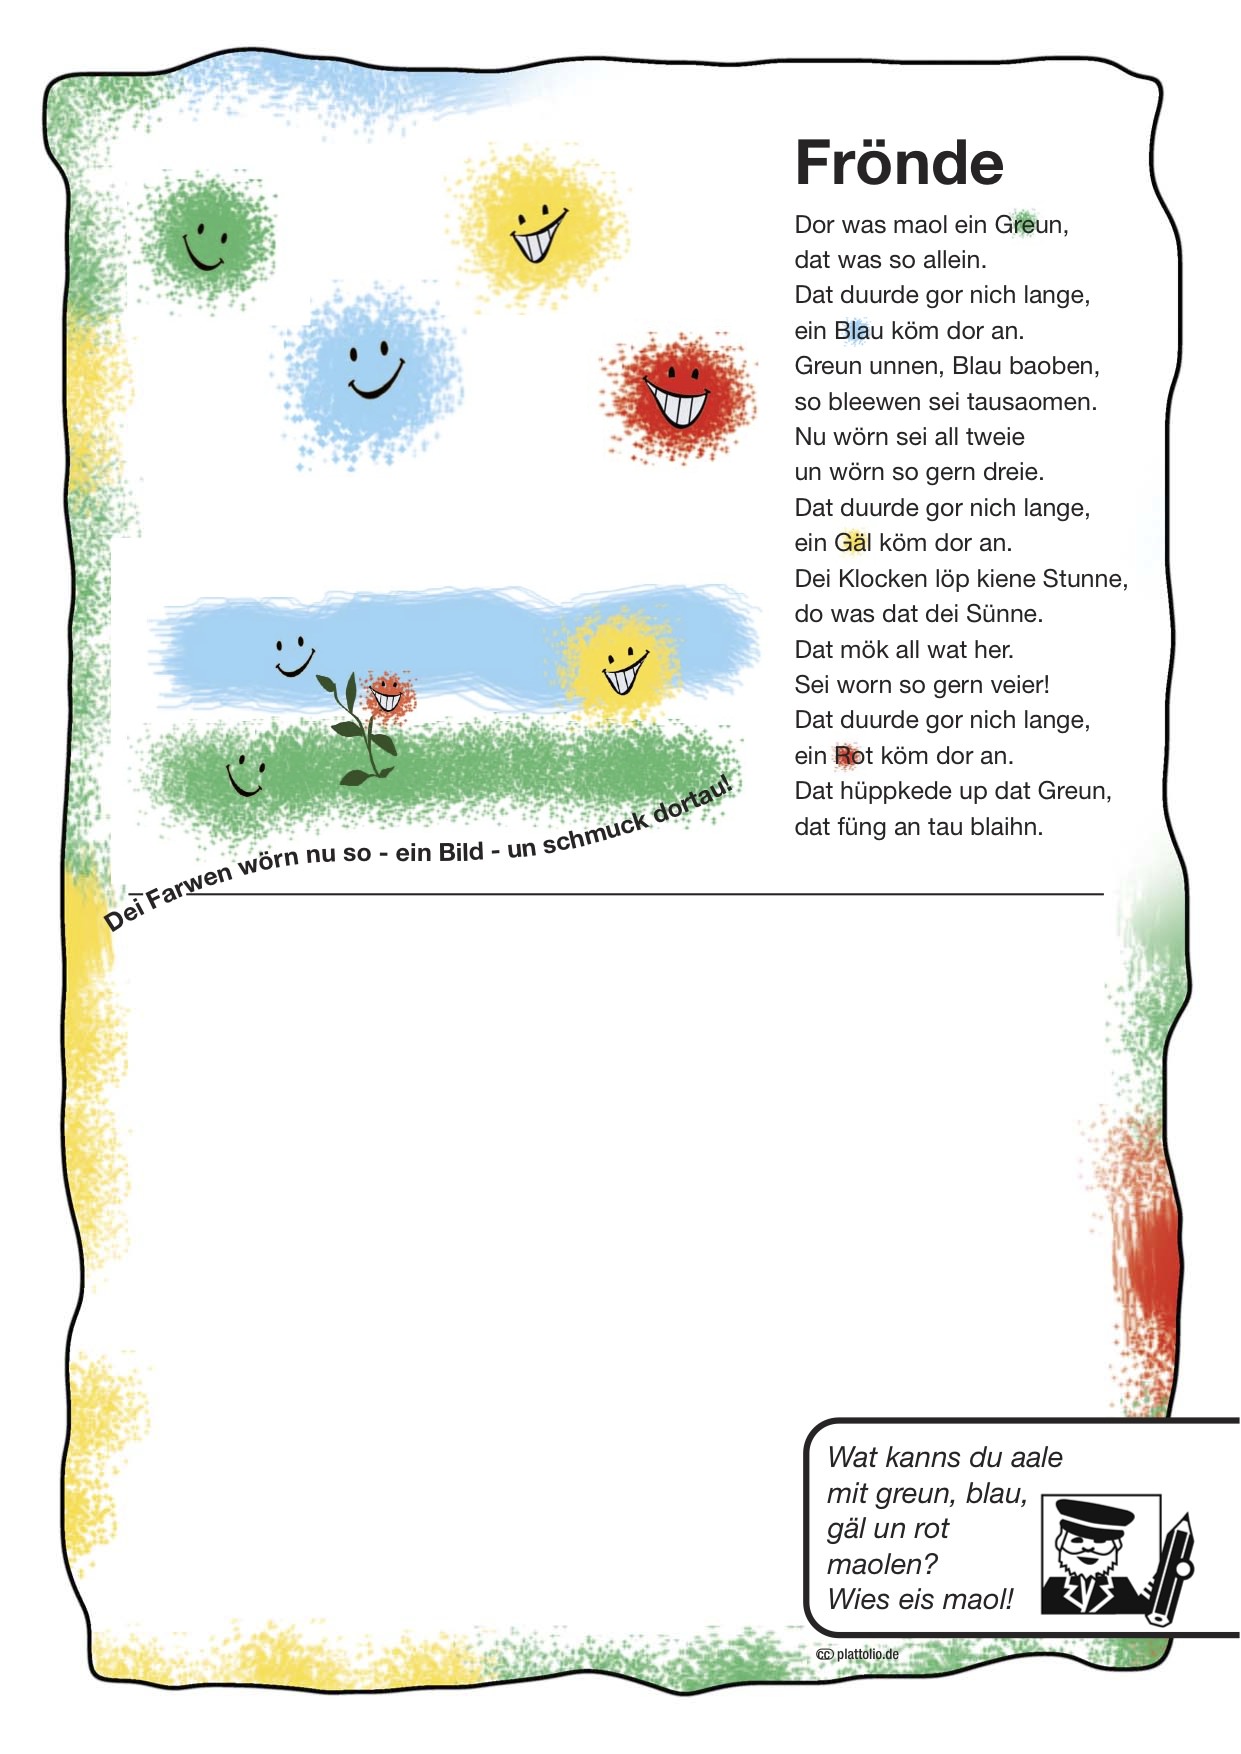 Frönde
Dor was maol ein Greun,
dat was so allein.
Dat duurde gor nich lange,
ein Blau köm dor an.
Greun unnen, Blau baoben,
so bleewen sei tausaomen.
Nu wörn sei all tweie
un wörn so gern dreie.
Dat duurde gor nich lange,
ein Gäl köm dor an.
Dei Klocken löp kiene Stunne,
do was dat dei Sünne.
Dat mök all wat her.
Sei worn so gern veier!
Dat duurde gor nich lange,
ein Rot köm dor an.
Dat hüppkede up dat Greun,
dat füng an tau blaihn.
Dei Farwen wörn nu so - ein Bild - un schmuck dortau!
Wat kanns du aale
mit greun, blau,
gäl un rot
maolen?
Wies eis maol!
cc plattolio.de